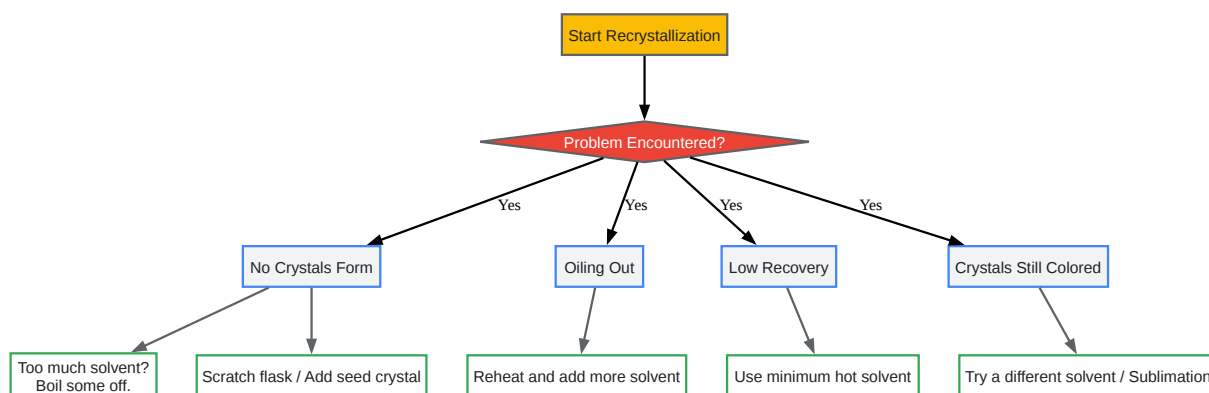 Start Recrystallization
Problem Encountered?
Yes
Yes
Yes
Yes
No Crystals Form
Oiling Out
Low Recovery
Crystals Still Colored
Too much solvent?
Boil some off.
Scratch flask / Add seed crystal
Reheat and add more solvent
Use minimum hot solvent
Try a different solvent / Sublimation